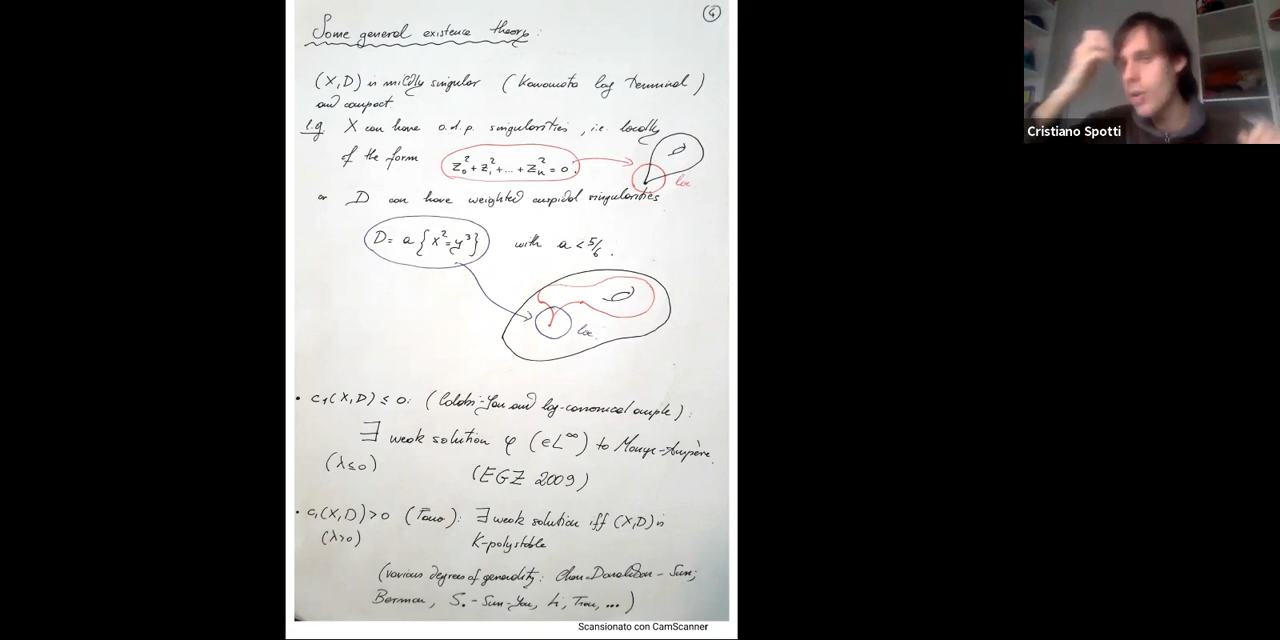 ④
Some general existence theory:
(X,D) is mildly singular (Kawamata log Terminal)
and compact
e.g. X can have o.d.p. singularities, i.e. locally
of the form z₀²+z₁²+...+zₙ²=0.
loc
or D can have weighted cuspidal singularities
D= a{x²=y³} with a < 5/6.
loc.
• c₁(X,D) ≤ 0: (Calabi-Yau and log-canonical ample):
∃ weak solution φ (∈L^∞) to Monge-Ampère.
(λ≤0) (EGZ 2009)
• c₁(X,D)>0 (Fano): ∃ weak solution iff (X,D) is
(λ>0) K-polystable
(various degrees of generality: Chen-Donaldson-Sun;
Berman, S.-Sun-Yau, Li, Tian, ...)
Scansionato con CamScanner
Cristiano Spotti